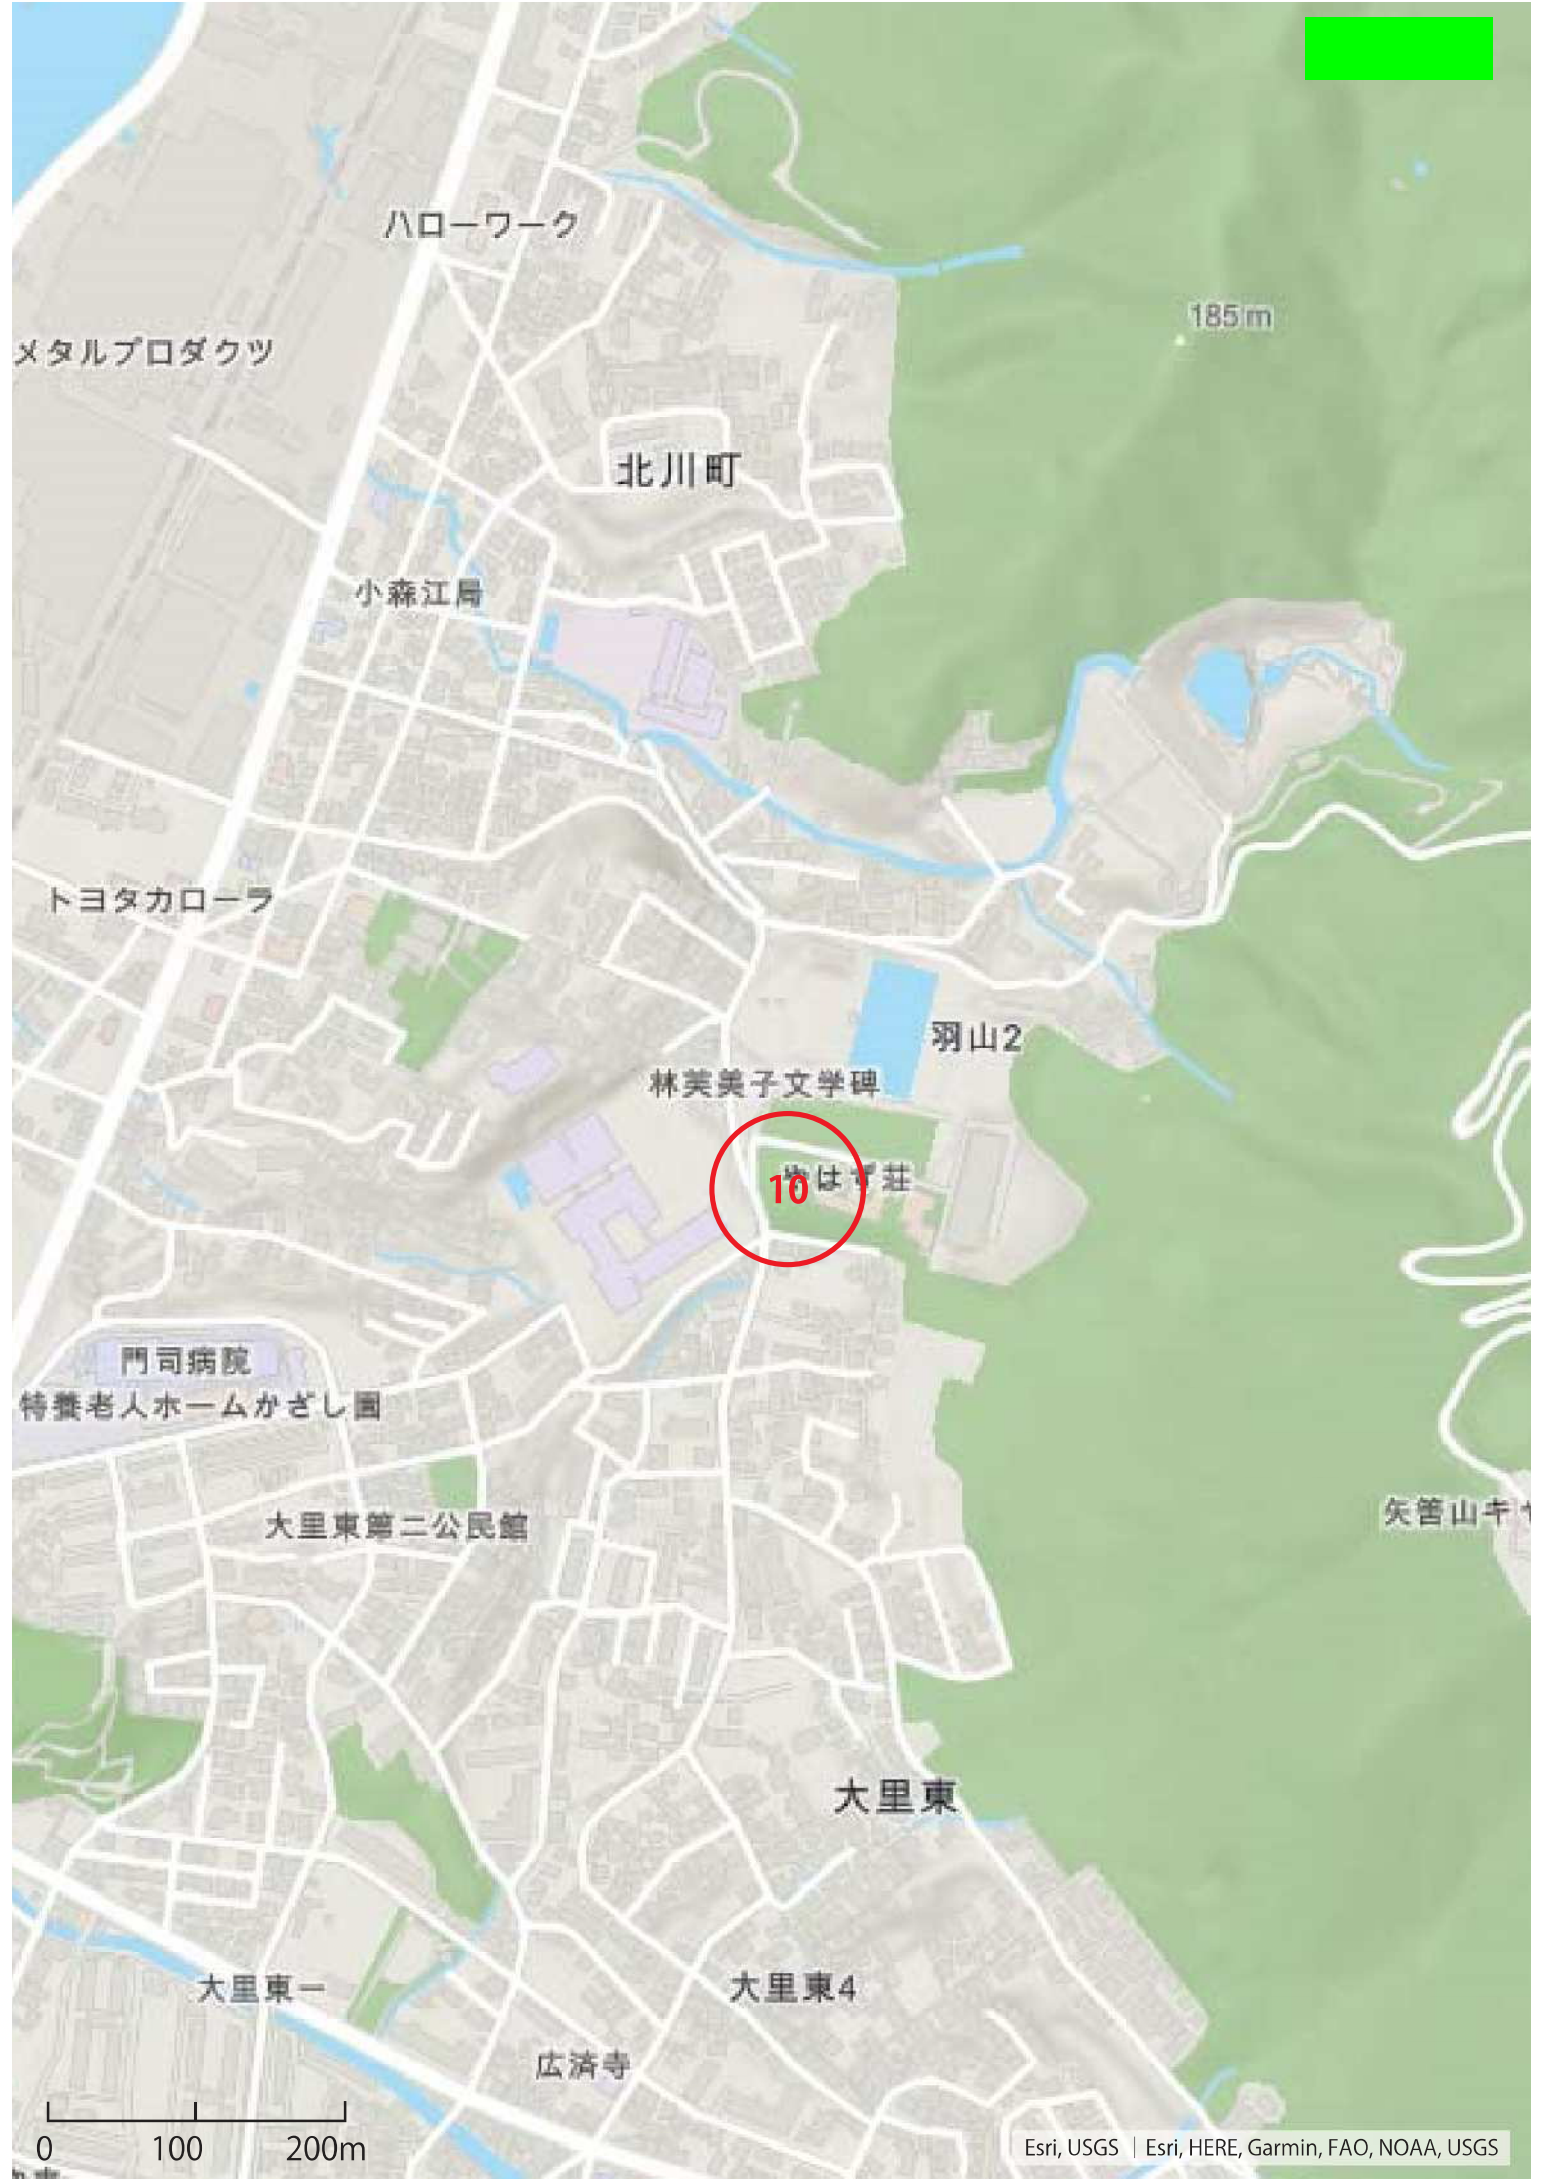 ハローワーク
185m
メタルプロダクツ
北川町
小森江局
トヨタカローラ
羽山2
林芙美子文学碑
はず荘
10
門司病院
特養老人ホームかざし園
矢筈山キャ
大里東第二公民館
大里東
大里東一
大里東4
広済寺
0 100 200m
Esri, USGS | Esri, HERE, Garmin, FAO, NOAA, USGS